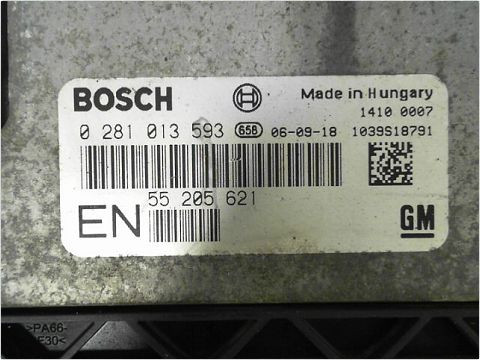 BOSCH Made in Hungary
1410 0007
0 281 013 593 658 06-09-18 1039S18791
55 205 621
EN GM
>PA66-